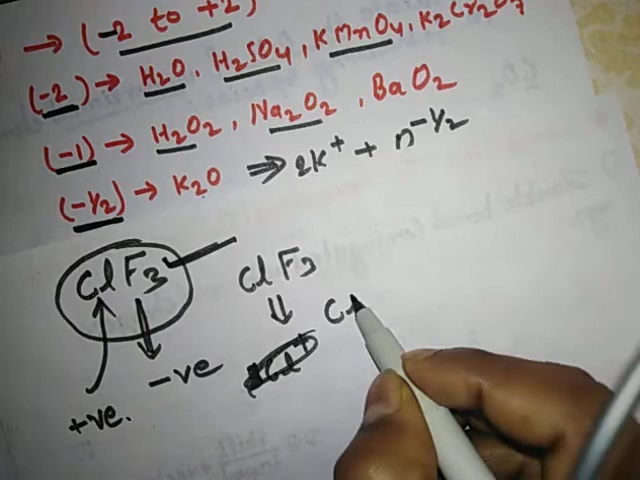 → (-2 to +2)
(-2) → H2O, H2SO4, KMnO4, K2Cr2O7
(-1) → H2O2, Na2O2, BaO2
(-1/2) → K2O ⇒ 2K+ + n-1/2
ClF3 ClF3
⇓ Cl
-ve
+ve.